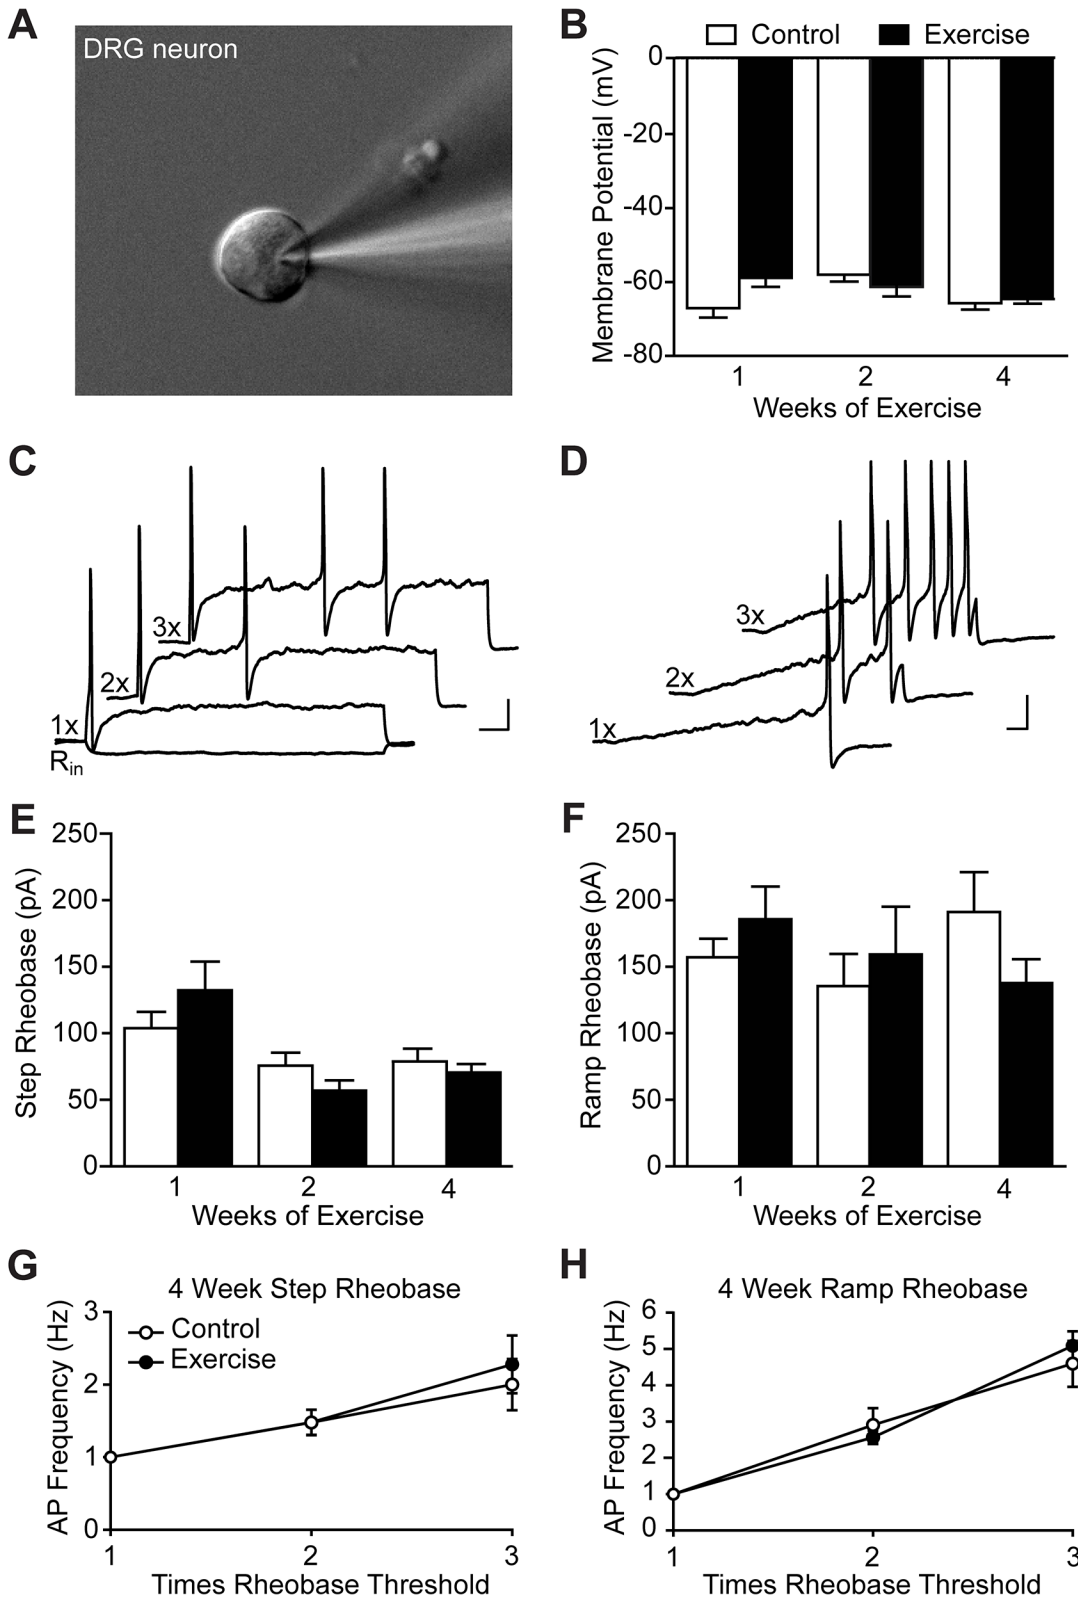 A
DRG neuron
B
Control
Exercise
Membrane Potential (mV)
0
-20
-40
-60
-80
1
2
4
Weeks of Exercise
C
3x
2x
1x
Rin
D
3x
2x
1x
E
Step Rheobase (pA)
250
200
150
100
50
0
1
2
4
Weeks of Exercise
F
Ramp Rheobase (pA)
250
200
150
100
50
0
1
2
4
Weeks of Exercise
G
4 Week Step Rheobase
Control
Exercise
AP Frequency (Hz)
3
2
1
0
1
2
3
Times Rheobase Threshold
H
4 Week Ramp Rheobase
AP Frequency (Hz)
6
5
4
3
2
1
0
1
2
3
Times Rheobase Threshold